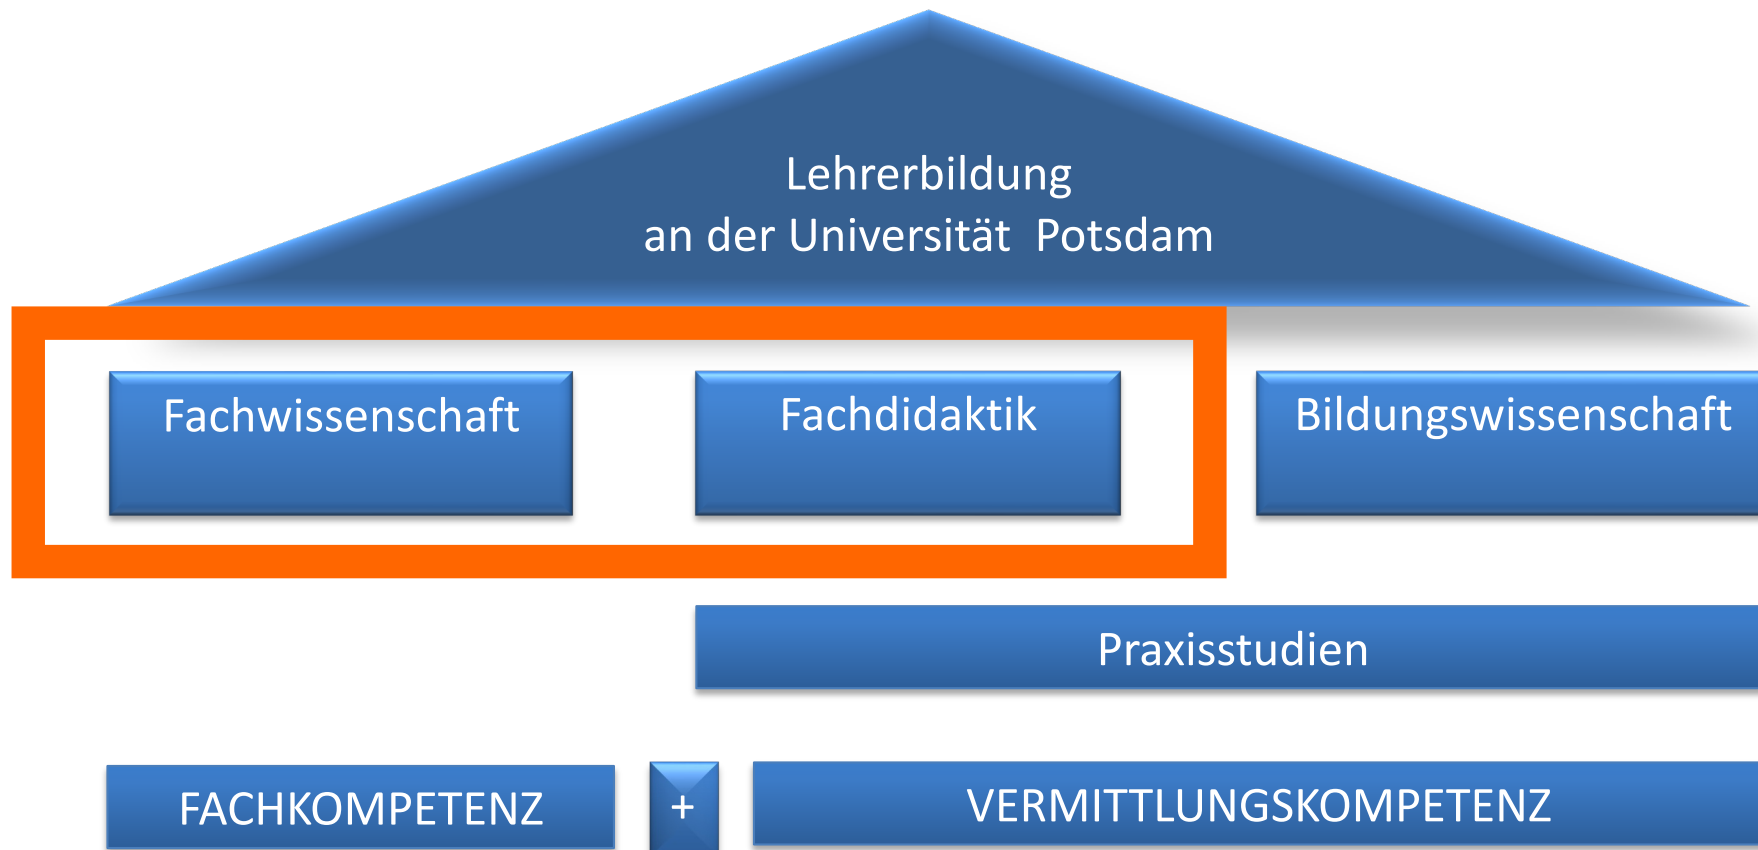 Lehrerbildung
an der Universität  Potsdam
Fachwissenschaft
Fachdidaktik
Bildungswissenschaft
Praxisstudien
FACHKOMPETENZ
+
VERMITTLUNGSKOMPETENZ